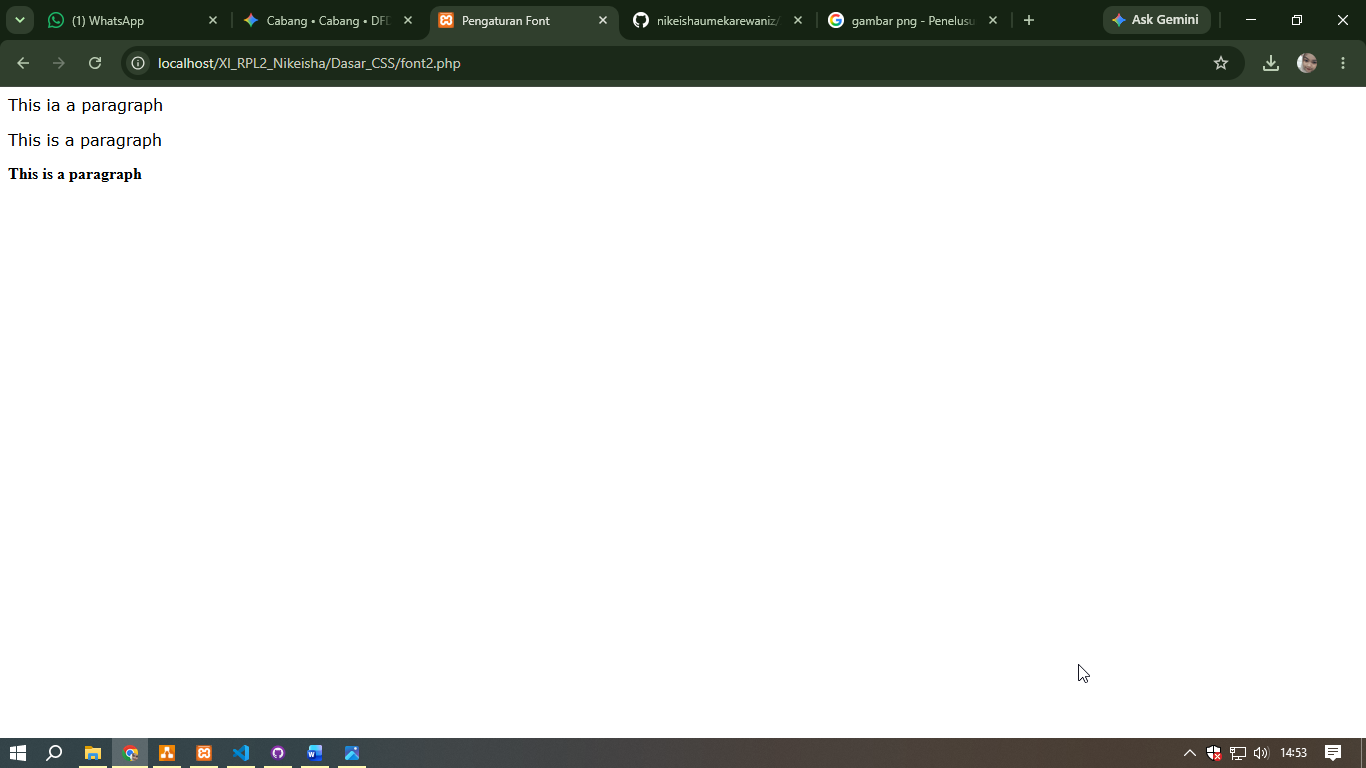 (1) WhatsApp
Cabang • Cabang • DFD
Pengaturan Font
nikeishaumekarewaniz/
gambar png - Penelusu
Ask Gemini
localhost/XI_RPL2_Nikeisha/Dasar_CSS/font2.php
This ia a paragraph
This is a paragraph
This is a paragraph
14:53